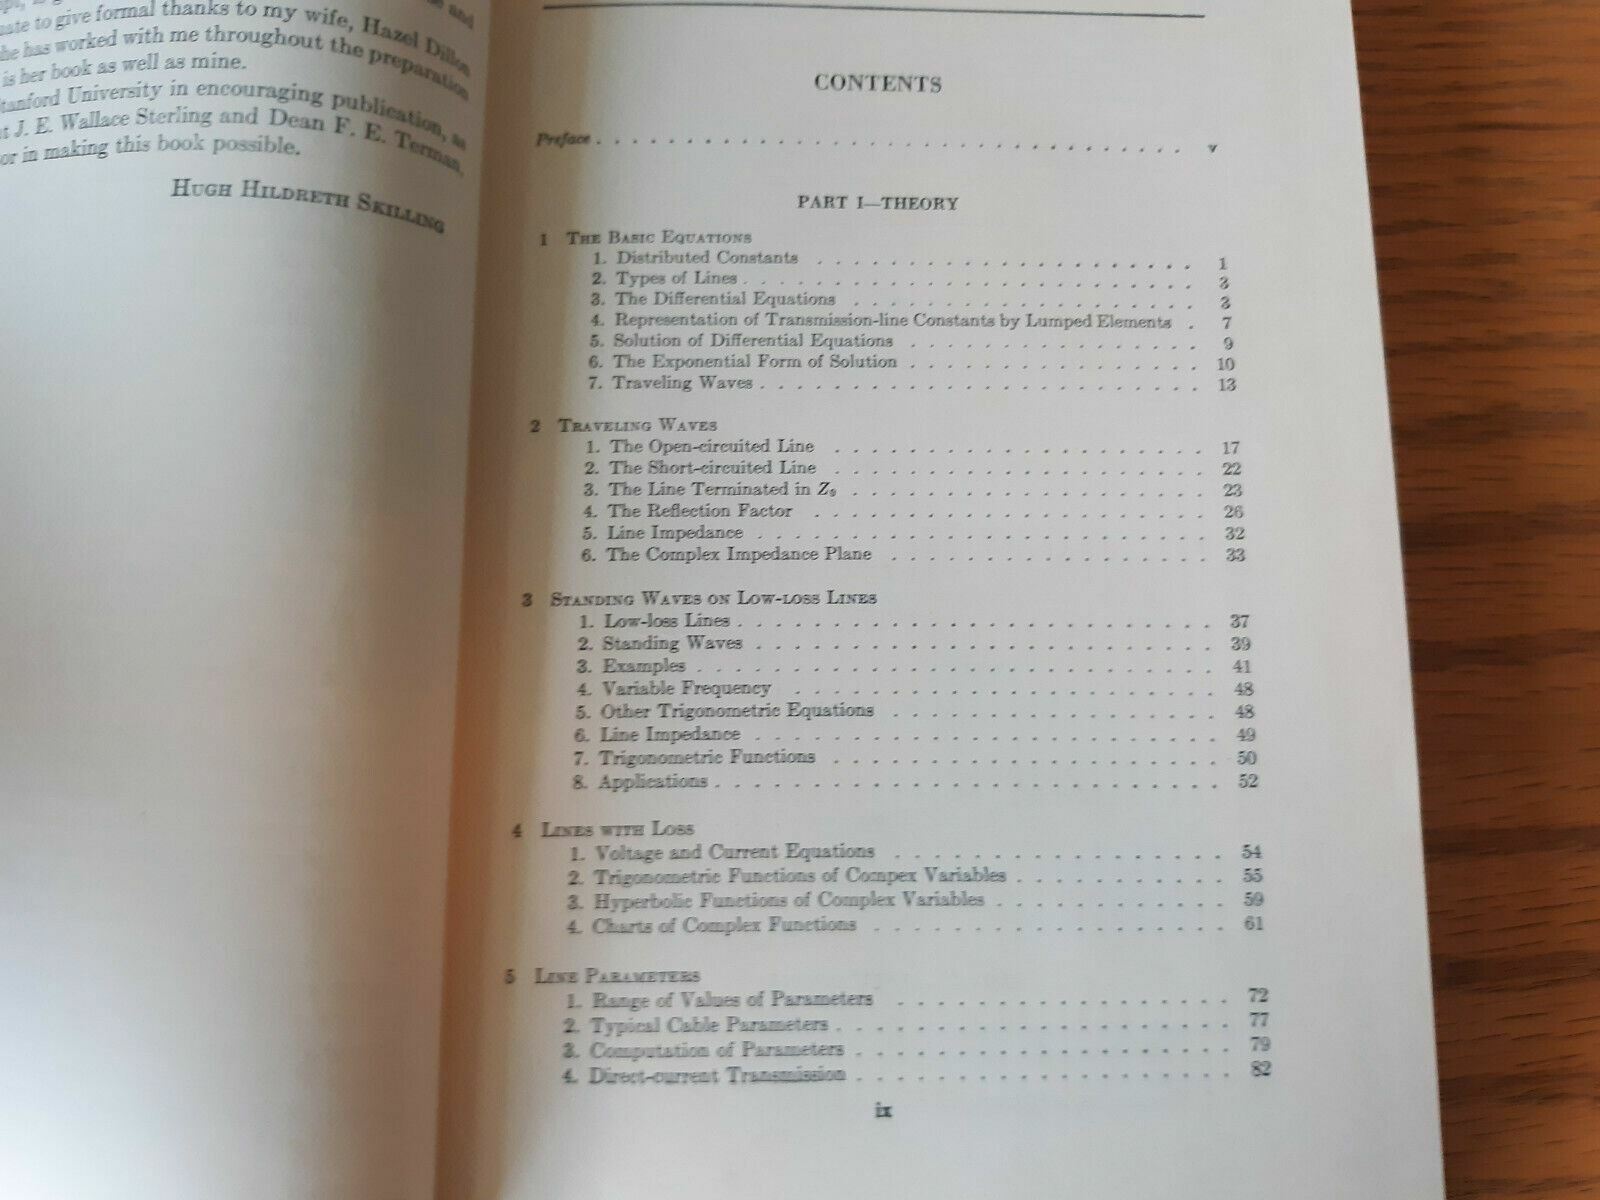 and
nate to give formal thanks to my wife, Hazel Dillon
he has worked with me throughout the preparation
is her book as well as mine.
tanford University in encouraging publication, as
t J. E. Wallace Sterling and Dean F. E. Terman,
or in making this book possible.
HUGH HILDRETH SKILLING
CONTENTS
Preface . . . . . . . . . . . . . . . . . . . . . . . . . . . . . . . . v
PART I—THEORY
1 THE BASIC EQUATIONS
1. Distributed Constants . . . . . . . . . . . . . . . . . . . . . 1
2. Types of Lines . . . . . . . . . . . . . . . . . . . . . . . . . 3
3. The Differential Equations . . . . . . . . . . . . . . . . . . . 3
4. Representation of Transmission-line Constants by Lumped Elements . 7
5. Solution of Differential Equations . . . . . . . . . . . . . . . . 9
6. The Exponential Form of Solution . . . . . . . . . . . . . . . . 10
7. Traveling Waves . . . . . . . . . . . . . . . . . . . . . . . . 13
2 TRAVELING WAVES
1. The Open-circuited Line . . . . . . . . . . . . . . . . . . . . 17
2. The Short-circuited Line . . . . . . . . . . . . . . . . . . . . 22
3. The Line Terminated in Z₀ . . . . . . . . . . . . . . . . . . . 23
4. The Reflection Factor . . . . . . . . . . . . . . . . . . . . . 26
5. Line Impedance . . . . . . . . . . . . . . . . . . . . . . . . 32
6. The Complex Impedance Plane . . . . . . . . . . . . . . . . . 33
3 STANDING WAVES ON LOW-LOSS LINES
1. Low-loss Lines . . . . . . . . . . . . . . . . . . . . . . . . . 37
2. Standing Waves . . . . . . . . . . . . . . . . . . . . . . . . 39
3. Examples . . . . . . . . . . . . . . . . . . . . . . . . . . . 41
4. Variable Frequency . . . . . . . . . . . . . . . . . . . . . . 48
5. Other Trigonometric Equations . . . . . . . . . . . . . . . . . 48
6. Line Impedance . . . . . . . . . . . . . . . . . . . . . . . . 49
7. Trigonometric Functions . . . . . . . . . . . . . . . . . . . . 50
8. Applications . . . . . . . . . . . . . . . . . . . . . . . . . . 52
4 LINES WITH LOSS
1. Voltage and Current Equations . . . . . . . . . . . . . . . . . 54
2. Trigonometric Functions of Compex Variables . . . . . . . . . . . 55
3. Hyperbolic Functions of Complex Variables . . . . . . . . . . . . 59
4. Charts of Complex Functions . . . . . . . . . . . . . . . . . . 61
5 LINE PARAMETERS
1. Range of Values of Parameters . . . . . . . . . . . . . . . . . 72
2. Typical Cable Parameters . . . . . . . . . . . . . . . . . . . . 77
3. Computation of Parameters . . . . . . . . . . . . . . . . . . . 79
4. Direct-current Transmission . . . . . . . . . . . . . . . . . . . 82
ix